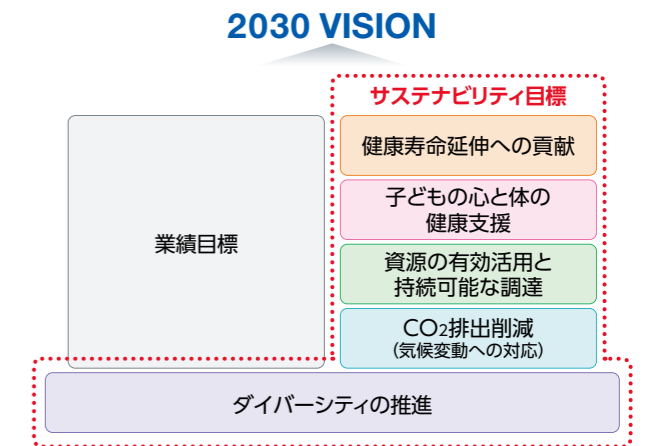 2030 VISION
サステナビリティ目標
業績目標
健康寿命延伸への貢献
子どもの心と体の
健康支援
資源の有効活用と
持続可能な調達
CO2排出削減
(気候変動への対応)
ダイバーシティの推進